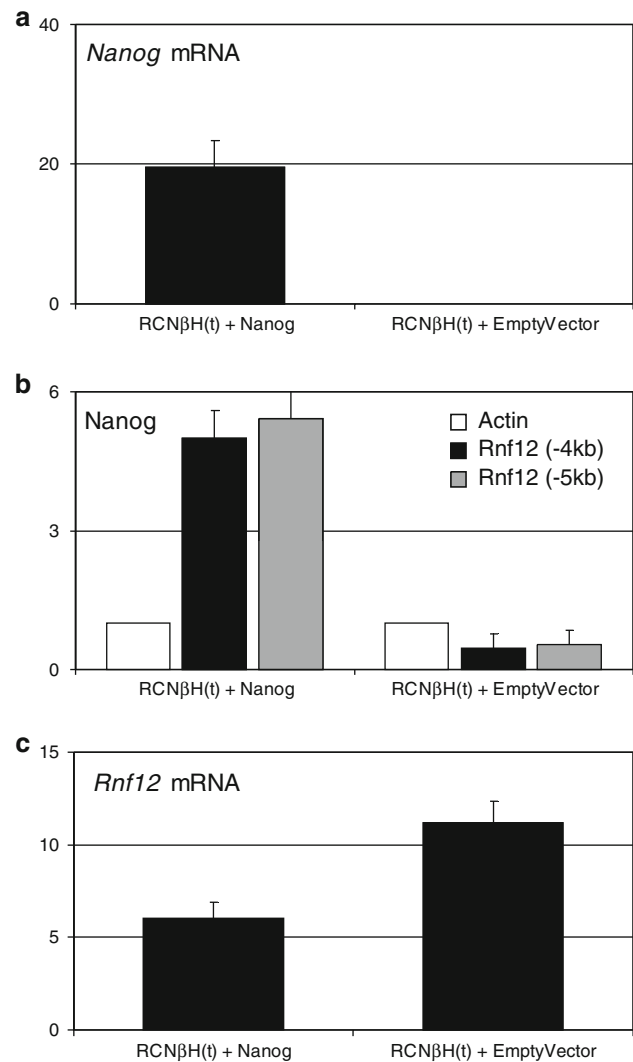 a
Nanog mRNA
40
20
0
RCNβH(t) + Nanog
RCNβH(t) + EmptyVector
b
Nanog
6
3
0
Actin
Rnf12 (-4kb)
Rnf12 (-5kb)
RCNβH(t) + Nanog
RCNβH(t) + EmptyVector
c
Rnf12 mRNA
15
10
5
0
RCNβH(t) + Nanog
RCNβH(t) + EmptyVector